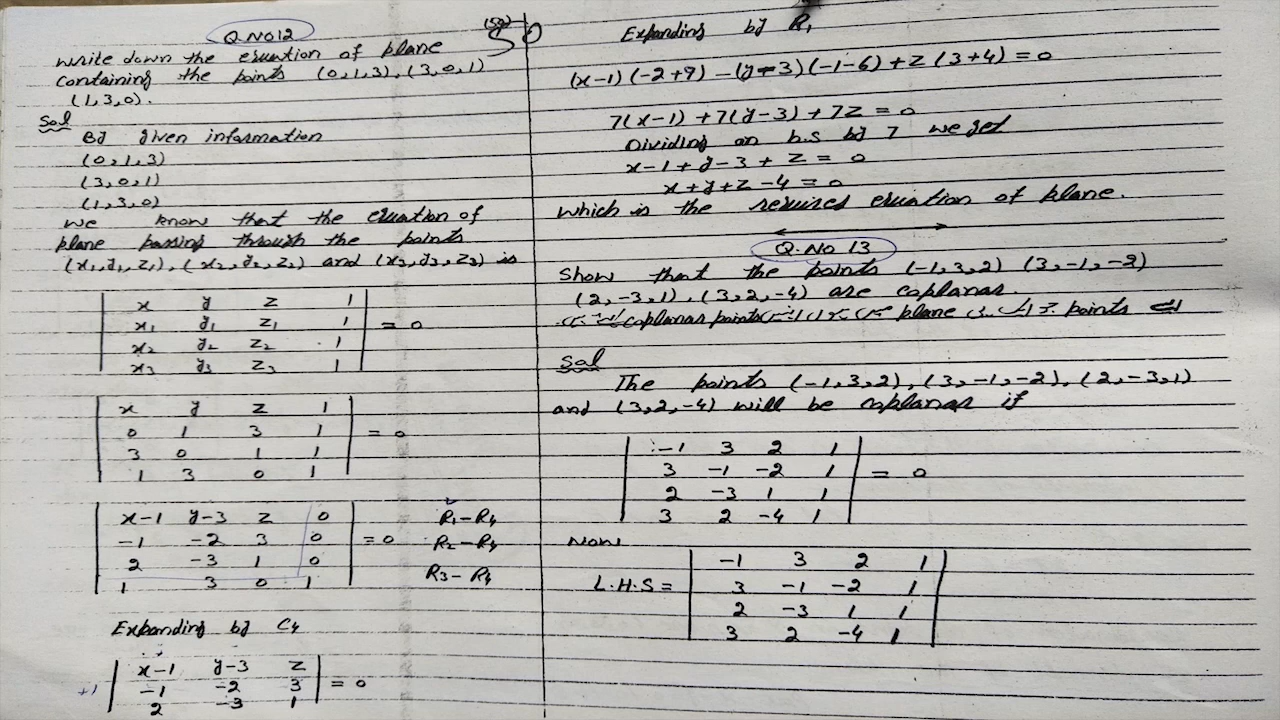 Q.NO12
write down the equation of plane
containing the points (0,1,3), (3,0,1)
(1,3,0).
Sol
By given information
(0,1,3)
(3,0,1)
(1,3,0)
we know that the equation of
plane passing through the points
(x₁,y₁,z₁), (x₂,y₂,z₂) and (x₃,y₃,z₃) is
| x y z 1 |
| x₁ y₁ z₁ 1 | = 0
| x₂ y₂ z₂ 1 |
| x₃ y₃ z₃ 1 |
| x y z 1 |
| 0 1 3 1 | = 0
| 3 0 1 1 |
| 1 3 0 1 |
| x-1 y-3 z 0 | R₁-R₄
| -1 -2 3 0 | = 0 R₂-R₄
| 2 -3 1 0 | R₃-R₄
| 1 3 0 1 |
Expanding by C₄
| x-1 y-3 z |
+1 | -1 -2 3 | = 0
| 2 -3 1 |
Expanding by R₁
(x-1)(-2+9) -(y-3)(-1-6) +z(3+4) = 0
7(x-1) +7(y-3) +7z = 0
Dividing on b.s by 7 we get
x-1+y-3+z = 0
x+y+z-4 = 0
which is the required equation of plane.
Q.No 13
Show that the points (-1,3,2) (3,-1,-2)
(2,-3,1), (3,2,-4) are coplanar.
coplanar points plane points
Sol
The points (-1,3,2), (3,-1,-2), (2,-3,1)
and (3,2,-4) will be coplanar if
| -1 3 2 1 |
| 3 -1 -2 1 | = 0
| 2 -3 1 1 |
| 3 2 -4 1 |
Now
| -1 3 2 1 |
L.H.S = | 3 -1 -2 1 |
| 2 -3 1 1 |
| 3 2 -4 1 |